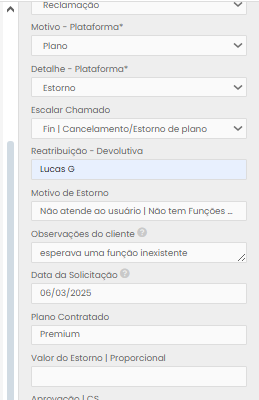 Reclamação
Motivo - Plataforma*
Plano
Detalhe - Plataforma*
Estorno
Escalar Chamado
Fin | Cancelamento/Estorno de plano
Reatribuição - Devolutiva
Lucas G
Motivo de Estorno
Não atende ao usuário | Não tem Funções ...
Observações do cliente ?
esperava uma função inexistente
Data da Solicitação ?
06/03/2025
Plano Contratado
Premium
Valor do Estorno | Proporcional
Aprovação | CS